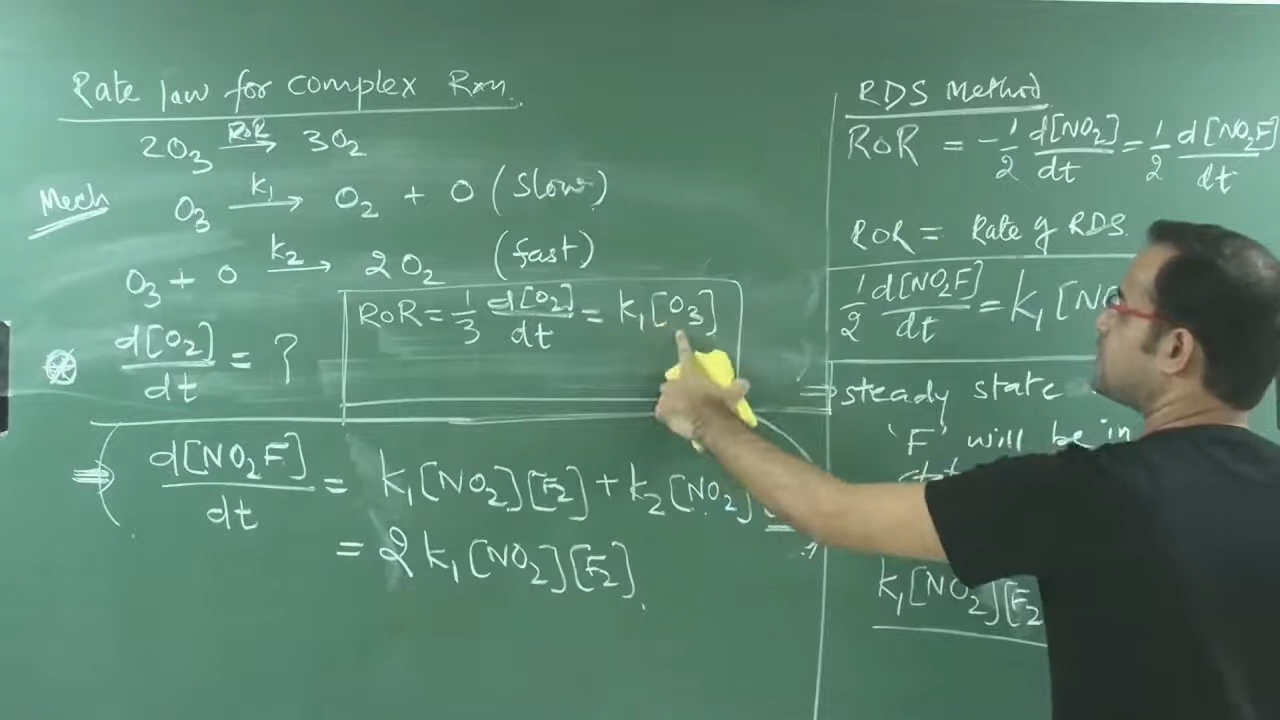 Rate law for complex Rxn.
2O₃ —RoR→ 3O₂
Mech
O₃ —k₁→ O₂ + O (slow)
O₃ + O —k₂→ 2O₂ (fast)
d[O₂]/dt = ?
RoR = 1/3 d[O₂]/dt = k₁[O₃]
⇒ d[NO₂F]/dt = k₁[NO₂][F₂] + k₂[NO₂]
= 2k₁[NO₂][F₂].
RDS Method
RoR = -1/2 d[NO₂]/dt = 1/2 d[NO₂F]/dt
RoR = Rate of RDS.
1/2 d[NO₂F]/dt = k₁[NO
⇒ steady state
'F' will be in
k₁[NO₂][F₂